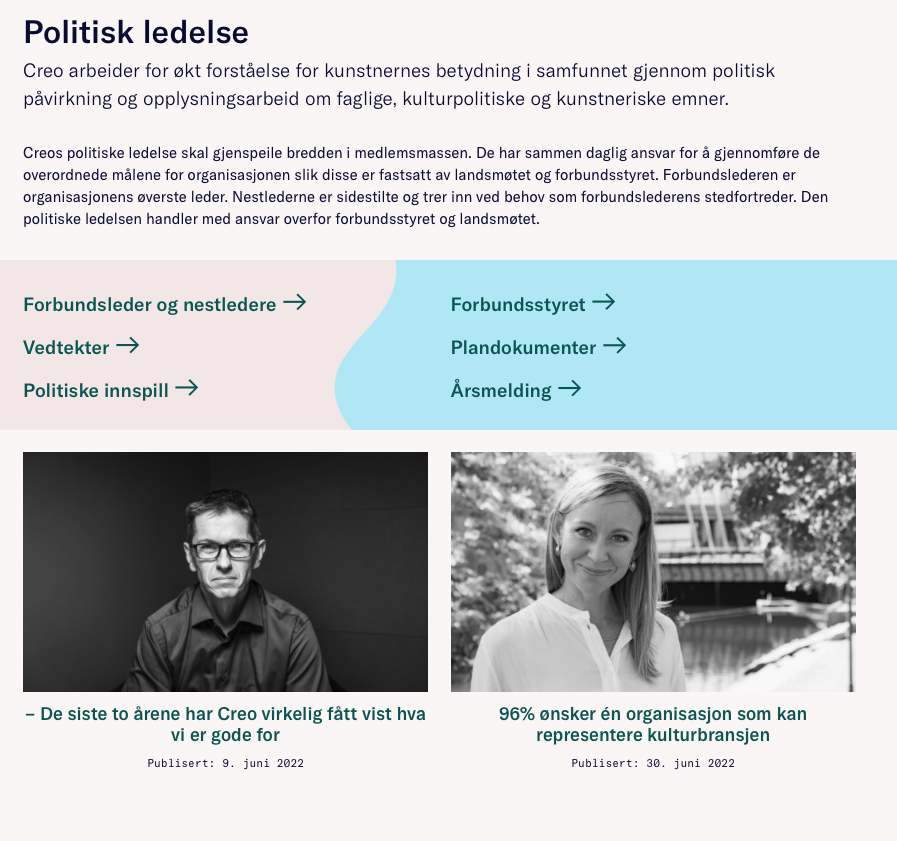 Politisk ledelse
Creo arbeider for økt forståelse for kunstnernes betydning i samfunnet gjennom politisk
påvirkning og opplysningsarbeid om faglige, kulturpolitiske og kunstneriske emner.
Creos politiske ledelse skal gjenspeile bredden i medlemsmassen. De har sammen daglig ansvar for å gjennomføre de
overordnede målene for organisasjonen slik disse er fastsatt av landsmøtet og forbundsstyret. Forbundslederen er
organisasjonens øverste leder. Nestlederne er sidestilte og trer inn ved behov som forbundslederens stedfortreder. Den
politiske ledelsen handler med ansvar overfor forbundsstyret og landsmøtet.
Forbundsleder og nestledere →
Vedtekter →
Politiske innspill →
Forbundsstyret →
Plandokumenter →
Årsmelding →
– De siste to årene har Creo virkelig fått vist hva
vi er gode for
Publisert: 9. juni 2022
96% ønsker én organisasjon som kan
representere kulturbransjen
Publisert: 30. juni 2022